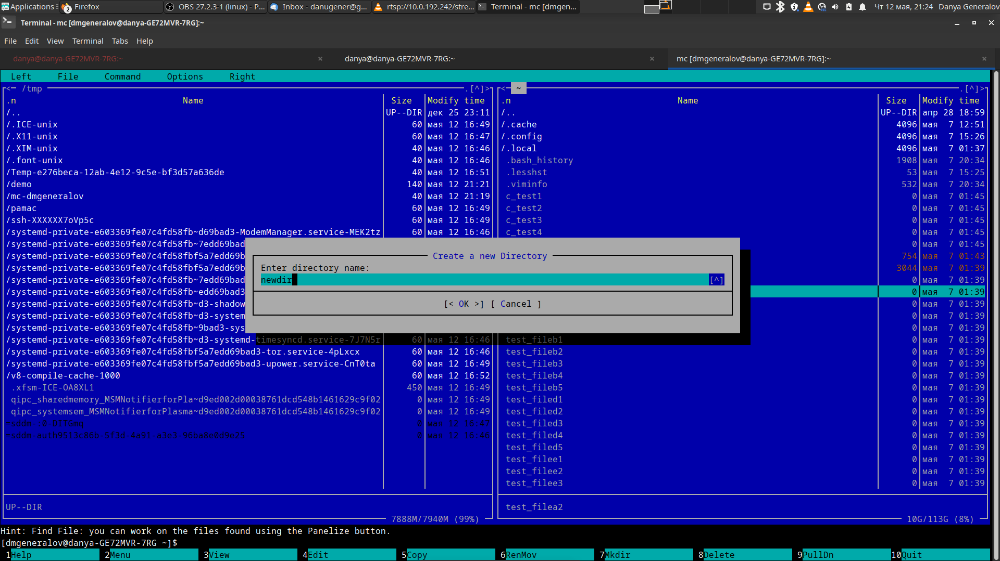 Applications
2
Firefox
OBS 27.2.3-1 (linux) - P...
Inbox - danugener@g...
rtsp://10.0.192.242/stre...
Terminal - mc [dmgen...
Чт 12 мая, 21:24
Danya Generalov
Terminal - mc [dmgeneralov@danya-GE72MVR-7RG]:~
File Edit View Terminal Tabs Help
danya@danya-GE72MVR-7RG:~
danya@danya-GE72MVR-7RG:~
mc [dmgeneralov@danya-GE72MVR-7RG]:~
Left File Command Options Right
<─ /tmp .[^]>
.n Name Size Modify time
/.. UP--DIR дек 25 23:11
/.ICE-unix 60 мая 12 16:49
/.X11-unix 60 мая 12 16:47
/.XIM-unix 40 мая 12 16:46
/.font-unix 40 мая 12 16:46
/Temp-e276beca-12ab-4e12-9c5e-bf3d57a636de 40 мая 12 16:51
/demo 140 мая 12 21:21
/mc-dmgeneralov 40 мая 12 21:19
/pamac 60 мая 12 16:49
/ssh-XXXXXX7oVp5c 60 мая 12 16:49
/systemd-private-e603369fe07c4fd58fb~d69bad3-ModemManager.service-MEK2tz 60 мая 12 16:46
/systemd-private-e603369fe07c4fd58fb~7edd69bad
/systemd-private-e603369fe07c4fd58fbf5a7edd69b
/systemd-private-e603369fe07c4fd58fbf5a7edd69b
/systemd-private-e603369fe07c4fd58fb~7edd69bad
/systemd-private-e603369fe07c4fd58fb~edd69bad3
/systemd-private-e603369fe07c4fd58fb~d3-shadow
/systemd-private-e603369fe07c4fd58fb~d3-system
/systemd-private-e603369fe07c4fd58fb~9bad3-sys
/systemd-private-e603369fe07c4fd58fb~d3-systemd-timesyncd.service-7J7N5r 60 мая 12 16:46
/systemd-private-e603369fe07c4fd58fbf5a7edd69bad3-tor.service-4pLxcx 60 мая 12 16:46
/systemd-private-e603369fe07c4fd58fbf5a7edd69bad3-upower.service-CnT0ta 60 мая 12 16:49
/v8-compile-cache-1000 60 мая 12 16:52
.xfsm-ICE-OA8XL1 450 мая 12 16:49
qipc_sharedmemory_MSMNotifierforPla~d9ed002d00038761dcd548b1461629c9f02 0 мая 12 16:49
qipc_systemsem_MSMNotifierforPlasma~d9ed002d00038761dcd548b1461629c9f02 0 мая 12 16:49
=sddm-:0-DITGmq 0 мая 12 16:47
=sddm-auth9513c86b-5f3d-4a91-a3e3-96ba8e0d9e25 0 мая 12 16:46
UP--DIR
7888M/7940M (99%)
<─ ~ .[^]>
.n Name Size Modify time
/.. UP--DIR апр 28 18:59
/.cache 4096 мая 7 12:51
/.config 4096 мая 7 15:26
/.local 4096 мая 7 01:37
.bash_history 1908 мая 7 20:34
.lesshst 53 мая 7 15:25
.viminfo 532 мая 7 20:34
c_test1 0 мая 7 01:45
c_test2 0 мая 7 01:45
c_test3 0 мая 7 01:45
c_test4 0 мая 7 01:45
0 мая 7 01:45
754 мая 7 01:43
3044 мая 7 01:39
0 мая 7 01:39
0 мая 7 01:39
0 мая 7 01:39
0 мая 7 01:39
0 мая 7 01:39
test_fileb1 0 мая 7 01:39
test_fileb2 0 мая 7 01:39
test_fileb3 0 мая 7 01:39
test_fileb4 0 мая 7 01:39
test_fileb5 0 мая 7 01:39
test_filed1 0 мая 7 01:39
test_filed2 0 мая 7 01:39
test_filed3 0 мая 7 01:39
test_filed4 0 мая 7 01:39
test_filed5 0 мая 7 01:39
test_filee1 0 мая 7 01:39
test_filee2 0 мая 7 01:39
test_filee3 0 мая 7 01:39
test_filea2
10G/113G (8%)
Create a new Directory
Enter directory name:
newdir [^]
[< OK >] [ Cancel ]
Hint: Find File: you can work on the files found using the Panelize button.
[dmgeneralov@danya-GE72MVR-7RG ~]$
1Help 2Menu 3View 4Edit 5Copy 6RenMov 7Mkdir 8Delete 9PullDn 10Quit